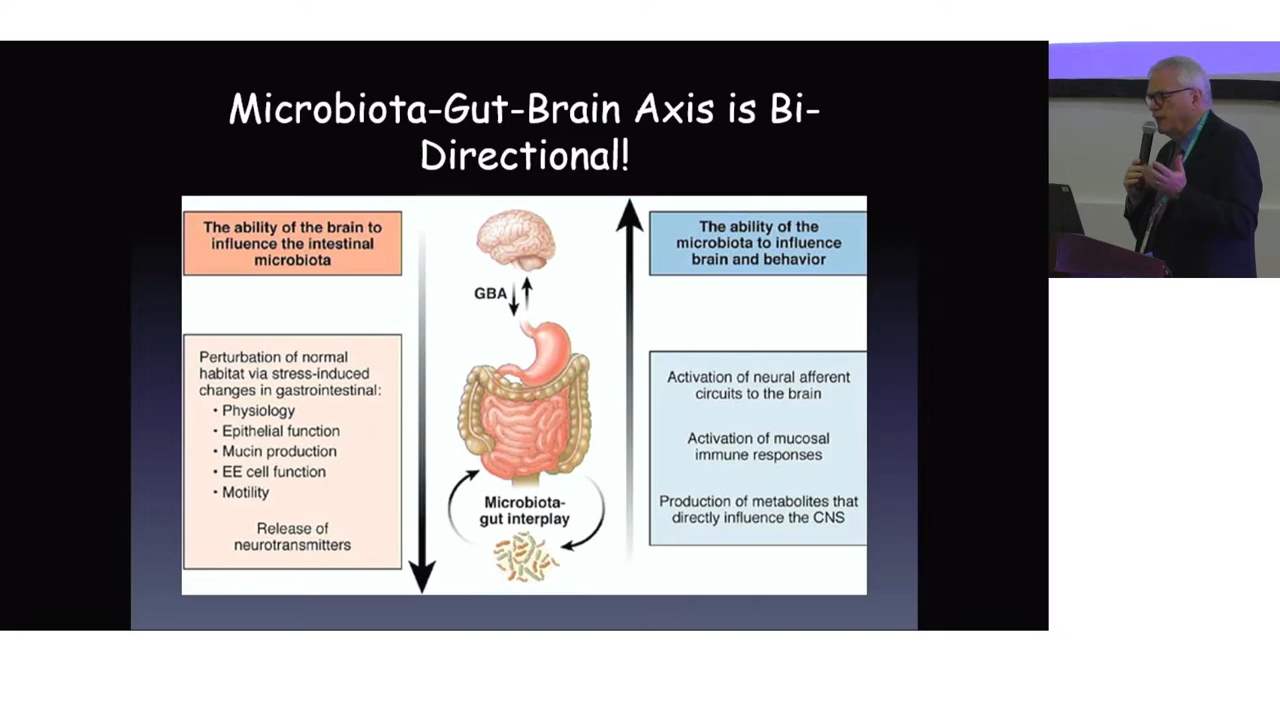 Microbiota-Gut-Brain Axis is Bi-
Directional!
The ability of the brain to
influence the intestinal
microbiota
Perturbation of normal
habitat via stress-induced
changes in gastrointestinal:
• Physiology
• Epithelial function
• Mucin production
• EE cell function
• Motility
Release of
neurotransmitters
GBA
Microbiota-
gut interplay
The ability of the
microbiota to influence
brain and behavior
Activation of neural afferent
circuits to the brain
Activation of mucosal
immune responses
Production of metabolites that
directly influence the CNS